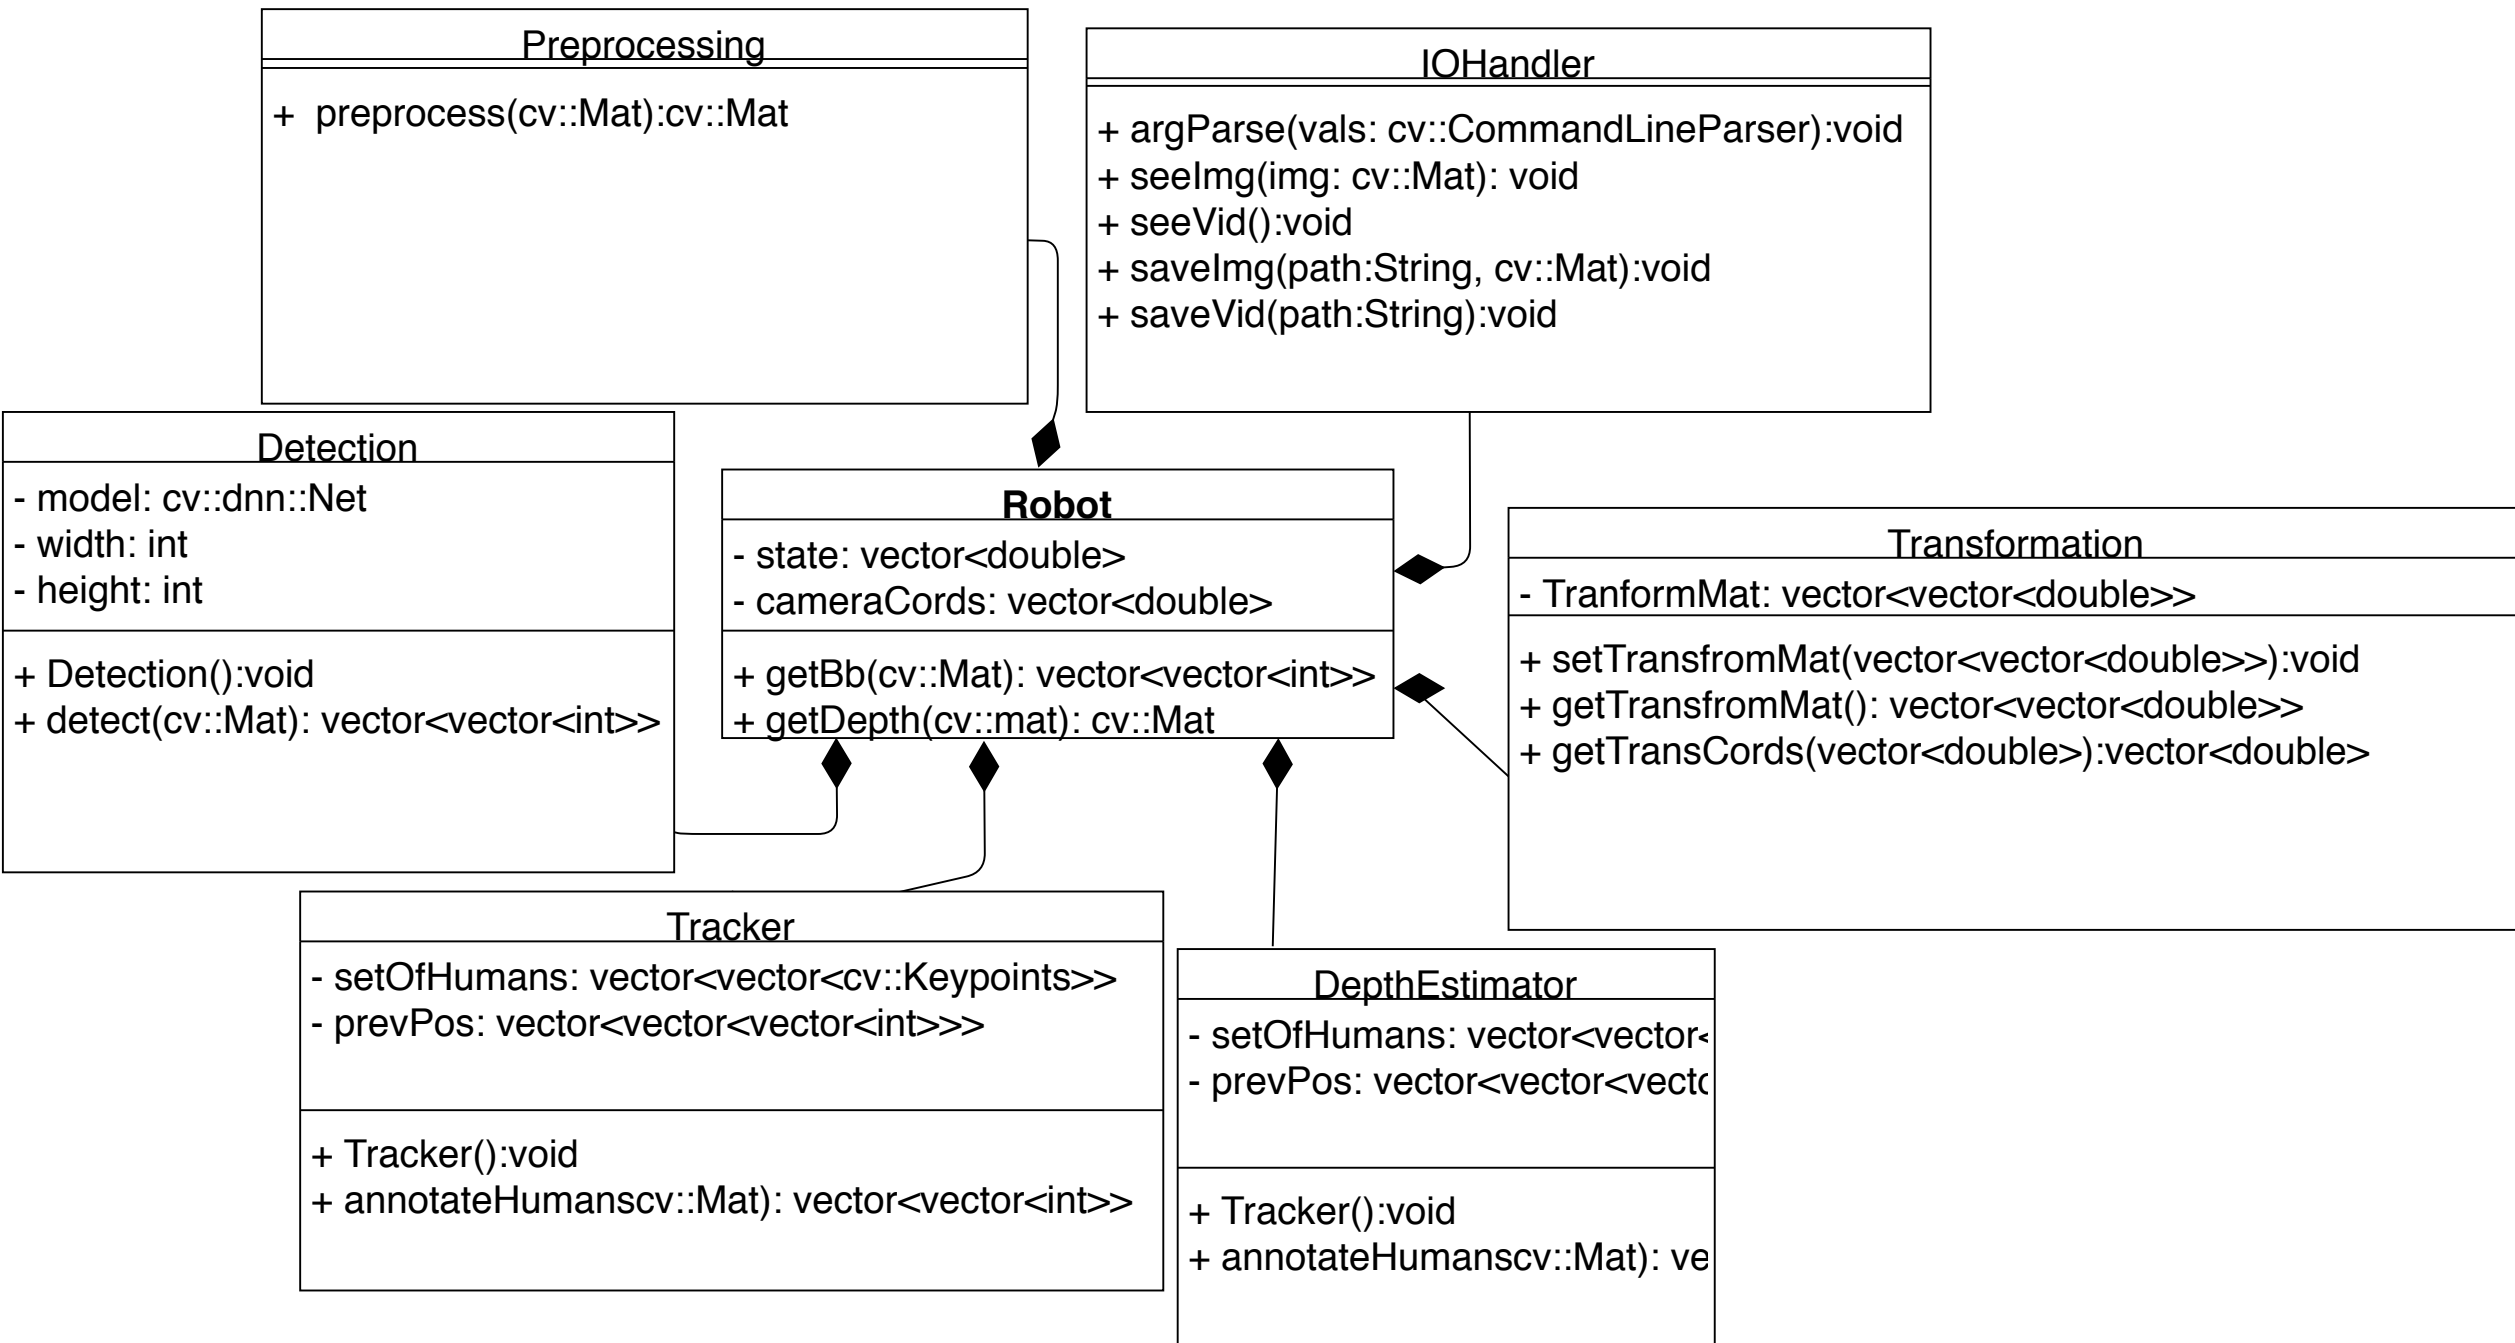 Preprocessing
+  preprocess(cv::Mat):cv::Mat
IOHandler
+ argParse(vals: cv::CommandLineParser):void
+ seeImg(img: cv::Mat): void
+ seeVid():void
+ saveImg(path:String, cv::Mat):void
+ saveVid(path:String):void
Detection
- model: cv::dnn::Net
- width: int
- height: int
+ Detection():void
+ detect(cv::Mat): vector<vector<int>>
Robot
- state: vector<double>
- cameraCords: vector<double>
+ getBb(cv::Mat): vector<vector<int>>
+ getDepth(cv::mat): cv::Mat
Transformation
- TranformMat: vector<vector<double>>
+ setTransfromMat(vector<vector<double>>):void
+ getTransfromMat(): vector<vector<double>>
+ getTransCords(vector<double>):vector<double>
Tracker
- setOfHumans: vector<vector<cv::Keypoints>>
- prevPos: vector<vector<vector<int>>>
+ Tracker():void
+ annotateHumanscv::Mat): vector<vector<int>>
DepthEstimator
- setOfHumans: vector<vector<
- prevPos: vector<vector<vect
+ Tracker():void
+ annotateHumanscv::Mat): ve